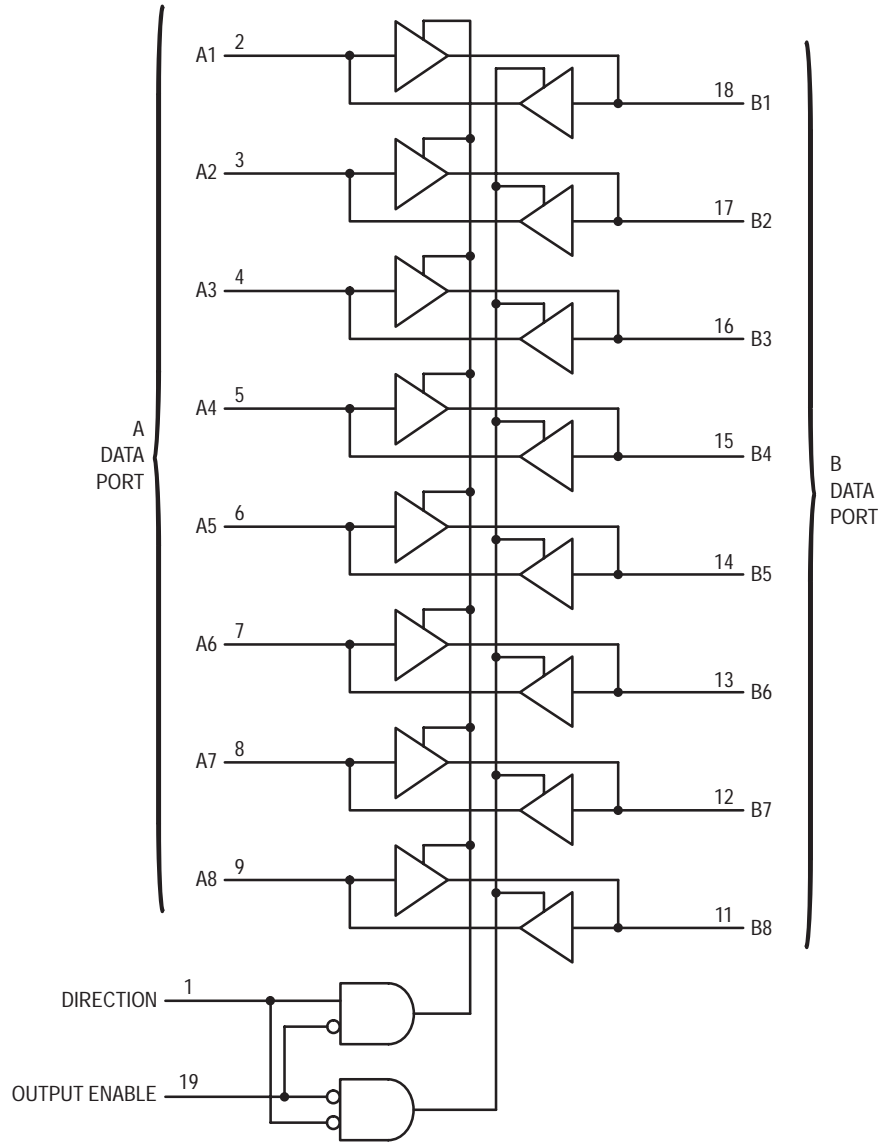 A1 2
18 B1
A2 3
17 B2
A3 4
16 B3
A4 5
15 B4
A
DATA
PORT
B
DATA
PORT
A5 6
14 B5
A6 7
13 B6
A7 8
12 B7
A8 9
11 B8
DIRECTION 1
OUTPUT ENABLE 19